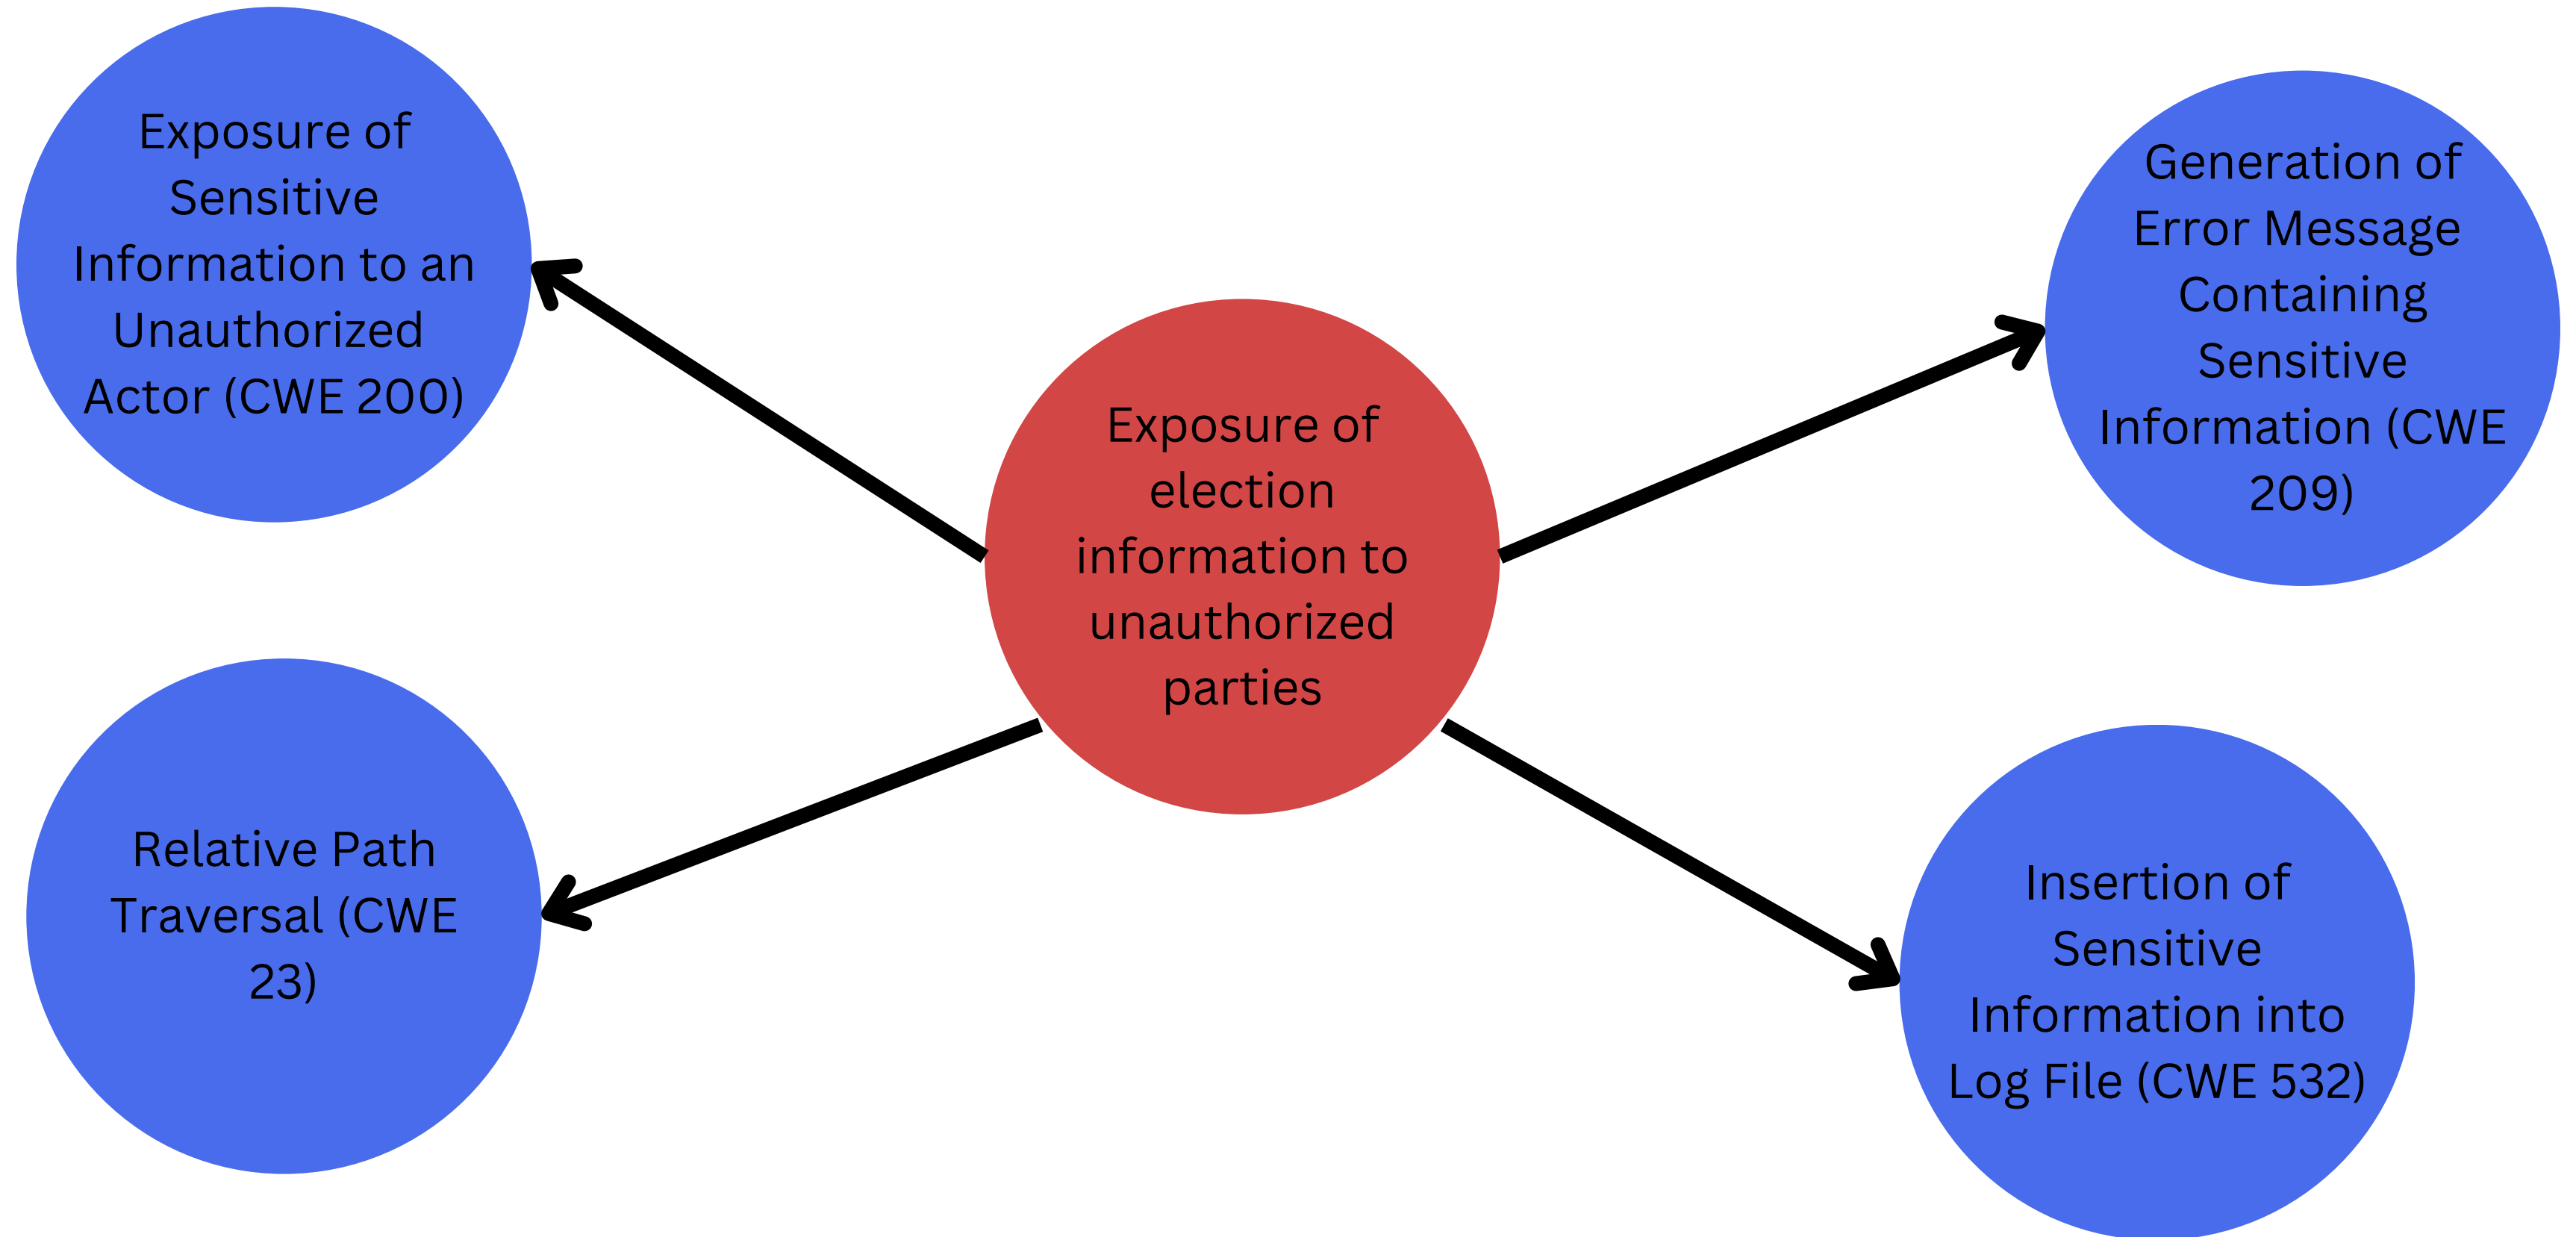 Exposure of
Sensitive
Information to an
Unauthorized
Actor (CWE 200)
Generation of
Error Message
Containing
Sensitive
Information (CWE
209)
Exposure of
election
information to
unauthorized
parties
Relative Path
Traversal (CWE
23)
Insertion of
Sensitive
Information into
Log File (CWE 532)